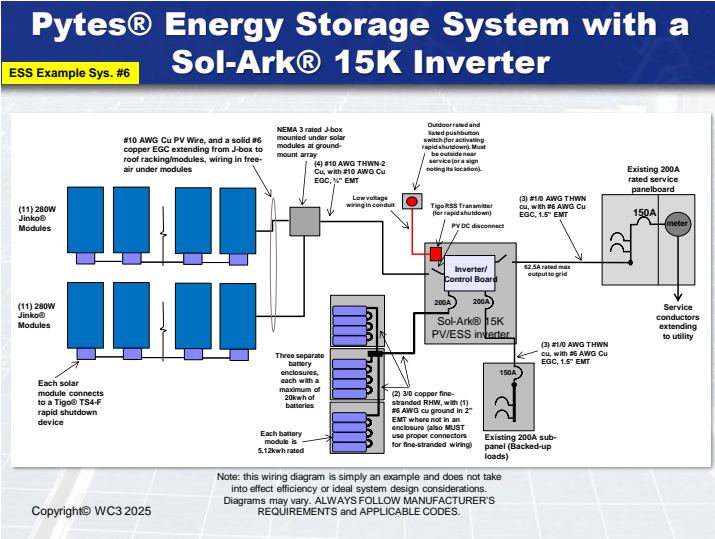 Pytes® Energy Storage System with a
Sol-Ark® 15K Inverter
ESS Example Sys. #6
#10 AWG Cu PV Wire, and a solid #6
copper EGC extending from J-box to
roof racking/modules, wiring in free-
air under modules
NEMA 3 rated J-box
mounted under solar
modules at ground-
mount array
(4) #10 AWG THWN-2
Cu, with #10 AWG Cu
EGC, ¾" EMT
Outdoor rated and
listed pushbutton
switch (for activating
rapid shutdown). Must
be outside near
service (or a sign
noting its location).
Low voltage
wiring in conduit
Tigo RSS Transmitter
(for rapid shutdown)
PV DC disconnect
(3) #1/0 AWG THWN
cu, with #6 AWG Cu
EGC, 1.5" EMT
Existing 200A
rated service
panelboard
150A
meter
(11) 280W
Jinko®
Modules
(11) 280W
Jinko®
Modules
Inverter/
Control Board
62.5A rated max
output to grid
200A
200A
Sol-Ark® 15K
PV/ESS inverter
Service
conductors
extending
to utility
Three separate
battery
enclosures,
each with a
maximum of
20kwh of
batteries
(3) #1/0 AWG THWN
cu, with #6 AWG Cu
EGC, 1.5" EMT
150A
Each solar
module connects
to a Tigo® TS4-F
rapid shutdown
device
(2) 3/0 copper fine-
stranded RHW, with (1)
#6 AWG cu ground in 2"
EMT where not in an
enclosure (also MUST
use proper connectors
for fine-stranded wiring)
Each battery
module is
5.12kwh rated
Existing 200A sub-
panel (Backed-up
loads)
Note: this wiring diagram is simply an example and does not take
into effect efficiency or ideal system design considerations.
Diagrams may vary. ALWAYS FOLLOW MANUFACTURER'S
REQUIREMENTS and APPLICABLE CODES.
Copyright© WC3 2025